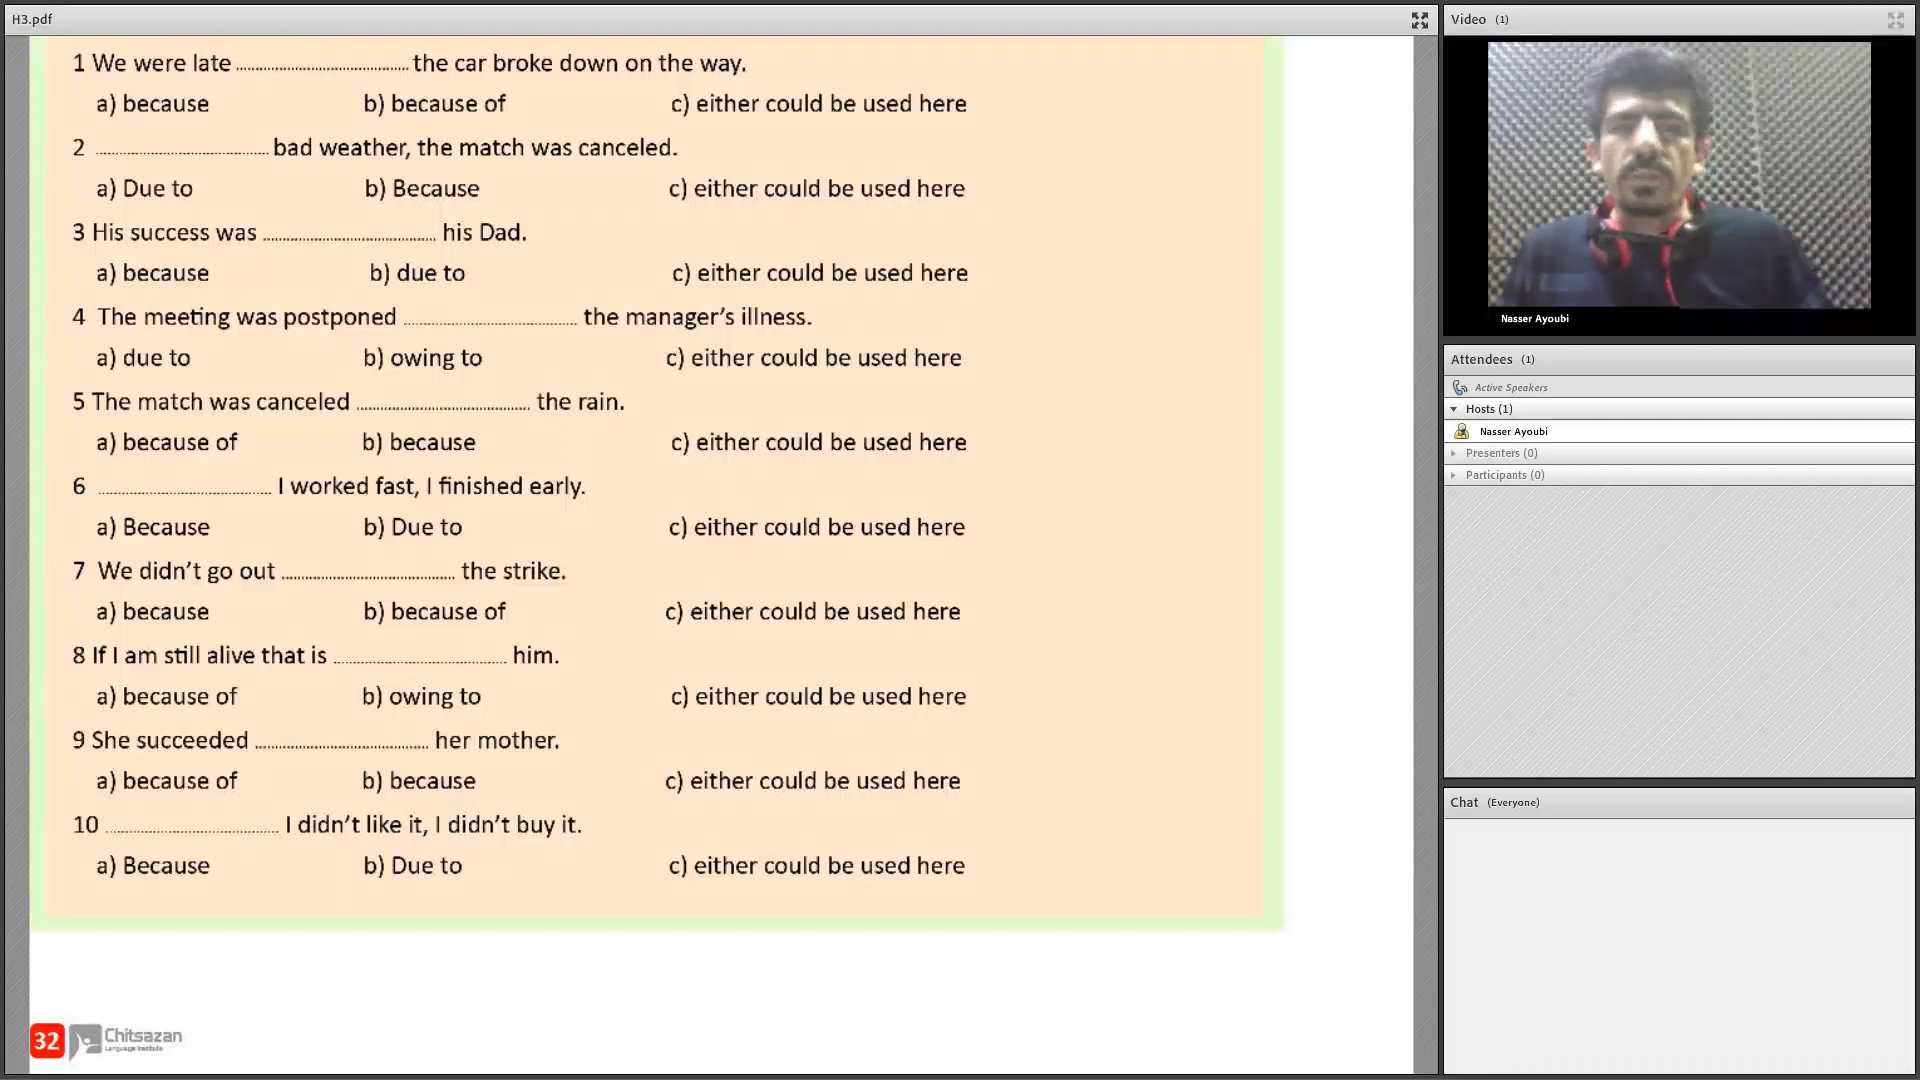 H3.pdf
1 We were late ........................................ the car broke down on the way.
a) because b) because of c) either could be used here
2 ........................................ bad weather, the match was canceled.
a) Due to b) Because c) either could be used here
3 His success was ........................................ his Dad.
a) because b) due to c) either could be used here
4 The meeting was postponed ........................................ the manager’s illness.
a) due to b) owing to c) either could be used here
5 The match was canceled ........................................ the rain.
a) because of b) because c) either could be used here
6 ........................................ I worked fast, I finished early.
a) Because b) Due to c) either could be used here
7 We didn’t go out ........................................ the strike.
a) because b) because of c) either could be used here
8 If I am still alive that is ........................................ him.
a) because of b) owing to c) either could be used here
9 She succeeded ........................................ her mother.
a) because of b) because c) either could be used here
10 ........................................ I didn’t like it, I didn’t buy it.
a) Because b) Due to c) either could be used here
32 Chitsazan
Language Institute
Video (1)
Nasser Ayoubi
Attendees (1)
Active Speakers
Hosts (1)
Nasser Ayoubi
Presenters (0)
Participants (0)
Chat (Everyone)